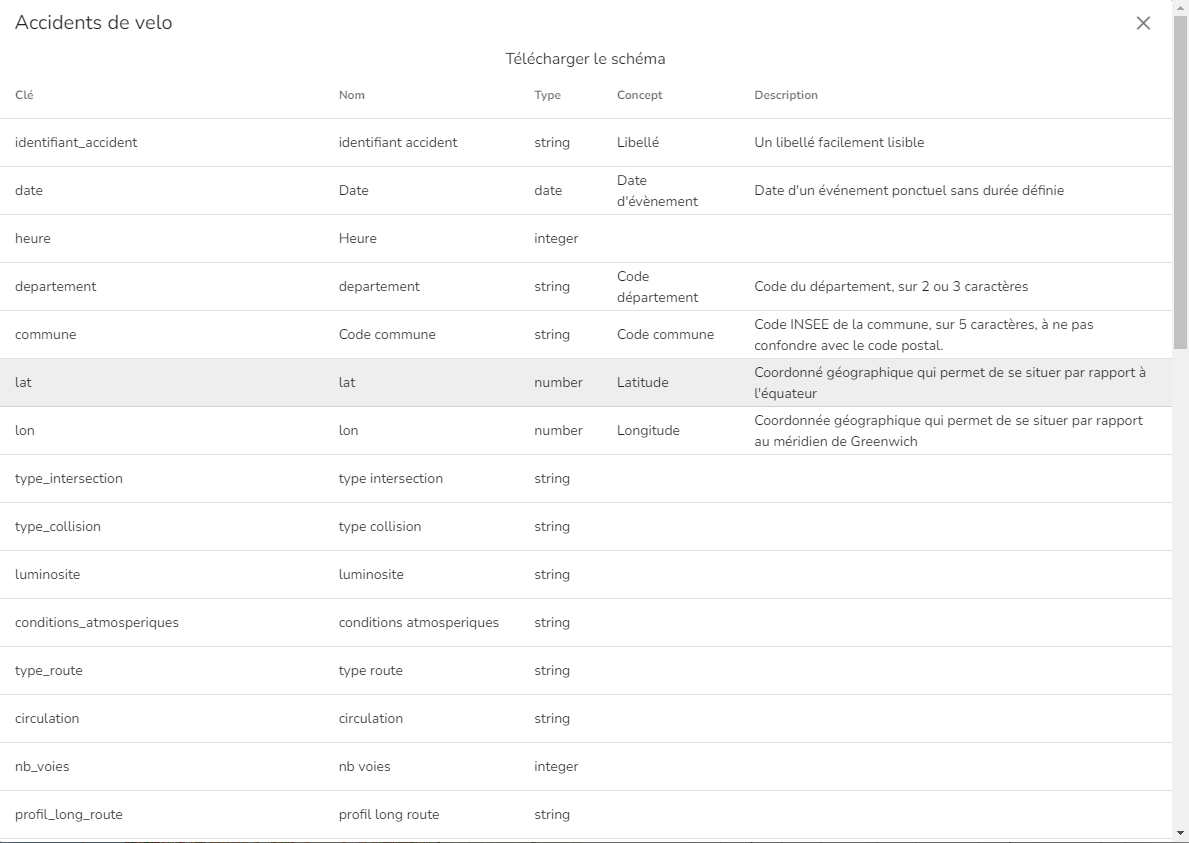 Accidents de velo
Télécharger le schéma
Clé Nom Type Concept Description
identifiant_accident identifiant accident string Libellé Un libellé facilement lisible
date Date date Date d'évènement Date d'un événement ponctuel sans durée définie
heure Heure integer
departement departement string Code département Code du département, sur 2 ou 3 caractères
commune Code commune string Code commune Code INSEE de la commune, sur 5 caractères, à ne pas
confondre avec le code postal.
lat lat number Latitude Coordonné géographique qui permet de se situer par rapport à
l'équateur
lon lon number Longitude Coordonnée géographique qui permet de se situer par rapport
au méridien de Greenwich
type_intersection type intersection string
type_collision type collision string
luminosite luminosite string
conditions_atmosperiques conditions atmosperiques string
type_route type route string
circulation circulation string
nb_voies nb voies integer
profil_long_route profil long route string